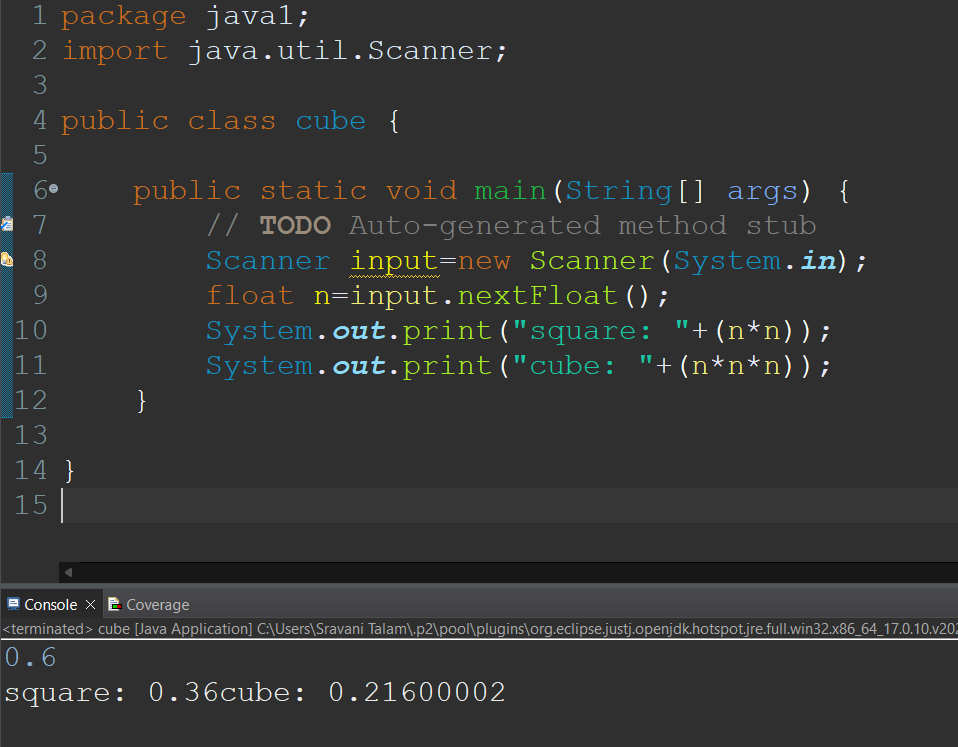 1 package java1;
2 import java.util.Scanner;
3
4 public class cube {
5
6 public static void main(String[] args) {
7 // TODO Auto-generated method stub
8 Scanner input=new Scanner(System.in);
9 float n=input.nextFloat();
10 System.out.print("square: "+(n*n));
11 System.out.print("cube: "+(n*n*n));
12 }
13
14 }
15
Console Coverage
<terminated> cube [Java Application] C:\Users\Sravani Talam\.p2\pool\plugins\org.eclipse.justj.openjdk.hotspot.jre.full.win32.x86_64_17.0.10.v202
0.6
square: 0.36cube: 0.21600002